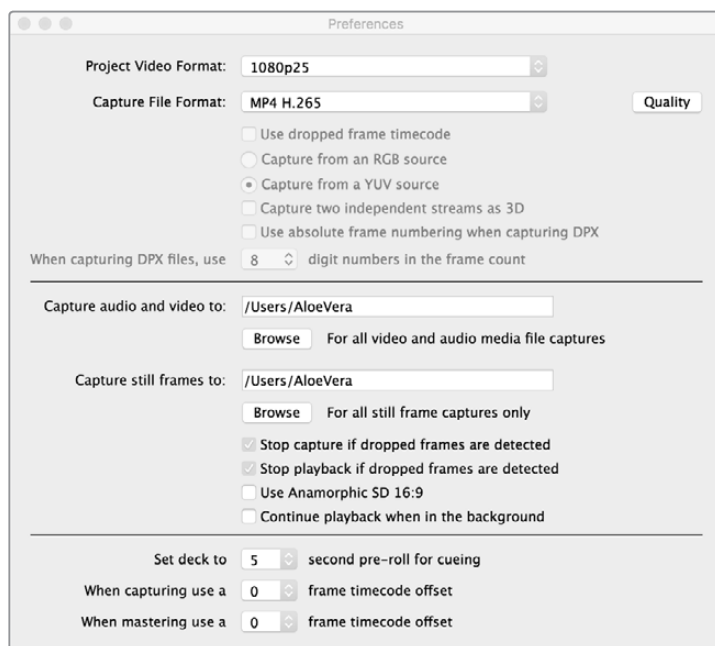 Preferences
Project Video Format: 1080p25
Capture File Format: MP4 H.265 Quality
Use dropped frame timecode
Capture from an RGB source
Capture from a YUV source
Capture two independent streams as 3D
Use absolute frame numbering when capturing DPX
When capturing DPX files, use 8 digit numbers in the frame count
Capture audio and video to: /Users/AloeVera
Browse For all video and audio media file captures
Capture still frames to: /Users/AloeVera
Browse For all still frame captures only
Stop capture if dropped frames are detected
Stop playback if dropped frames are detected
Use Anamorphic SD 16:9
Continue playback when in the background
Set deck to 5 second pre-roll for cueing
When capturing use a 0 frame timecode offset
When mastering use a 0 frame timecode offset